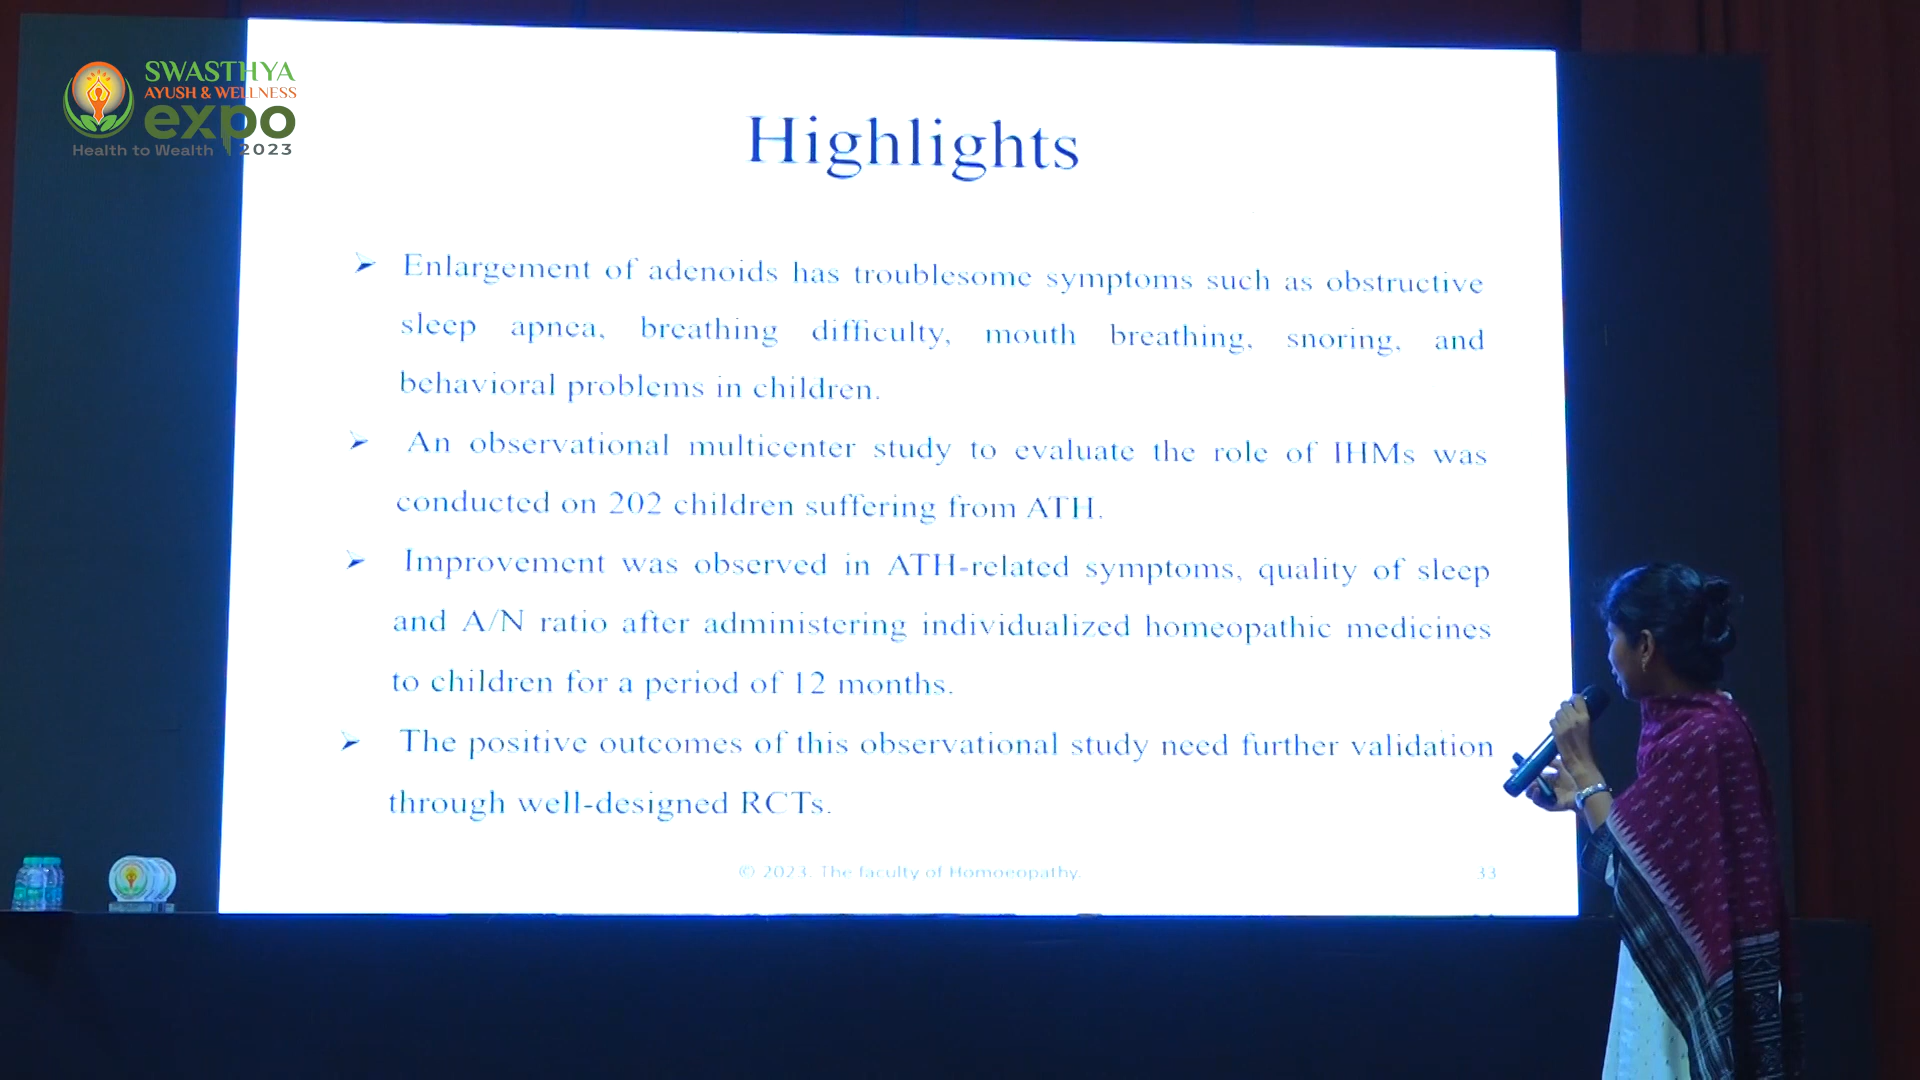 SWASTHYA
AYUSH & WELLNESS
expo
Health to Wealth 2023
Highlights
➢ Enlargement of adenoids has troublesome symptoms such as obstructive
sleep apnea, breathing difficulty, mouth breathing, snoring, and
behavioral problems in children.
➢ An observational multicenter study to evaluate the role of IHMs was
conducted on 202 children suffering from ATH.
➢ Improvement was observed in ATH-related symptoms, quality of sleep
and A/N ratio after administering individualized homeopathic medicines
to children for a period of 12 months.
➢ The positive outcomes of this observational study need further validation
through well-designed RCTs.
© 2023. The faculty of Homoeopathy.
33